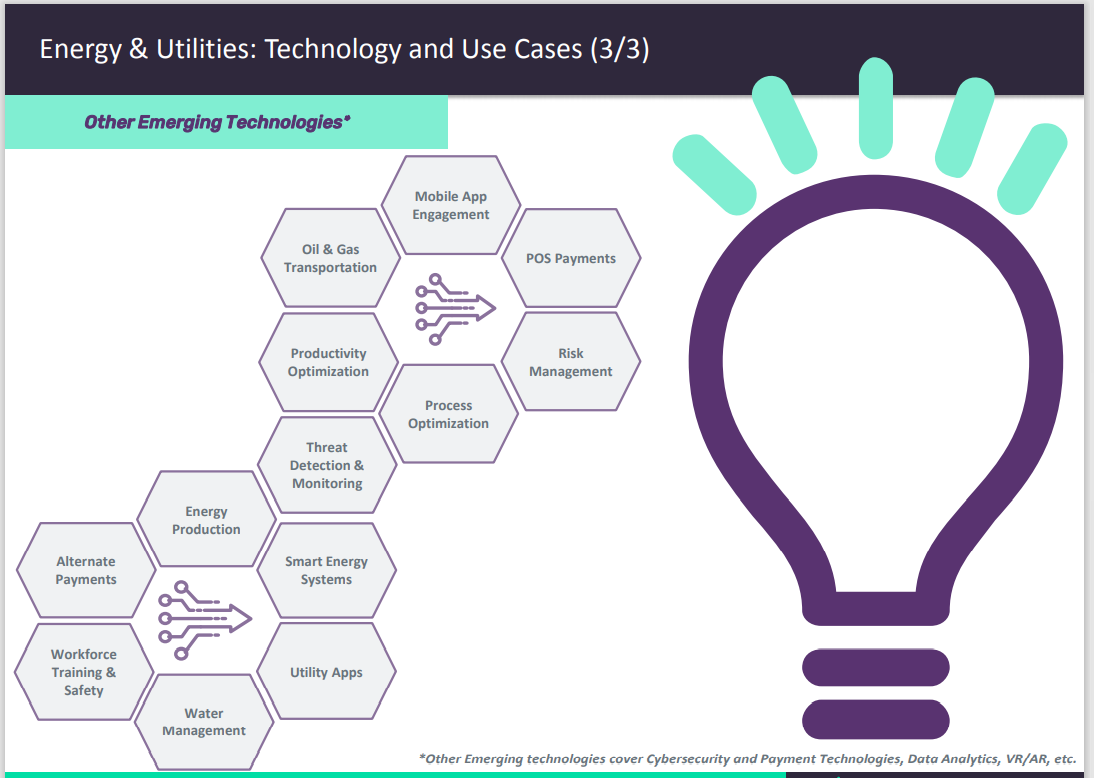 Energy & Utilities: Technology and Use Cases (3/3)
Other Emerging Technologies*
Mobile App
Engagement
Oil & Gas
Transportation
POS Payments
Productivity
Optimization
Risk
Management
Process
Optimization
Threat
Detection &
Monitoring
Energy
Production
Alternate
Payments
Smart Energy
Systems
Workforce
Training &
Safety
Utility Apps
Water
Management
*Other Emerging technologies cover Cybersecurity and Payment Technologies, Data Analytics, VR/AR, etc.